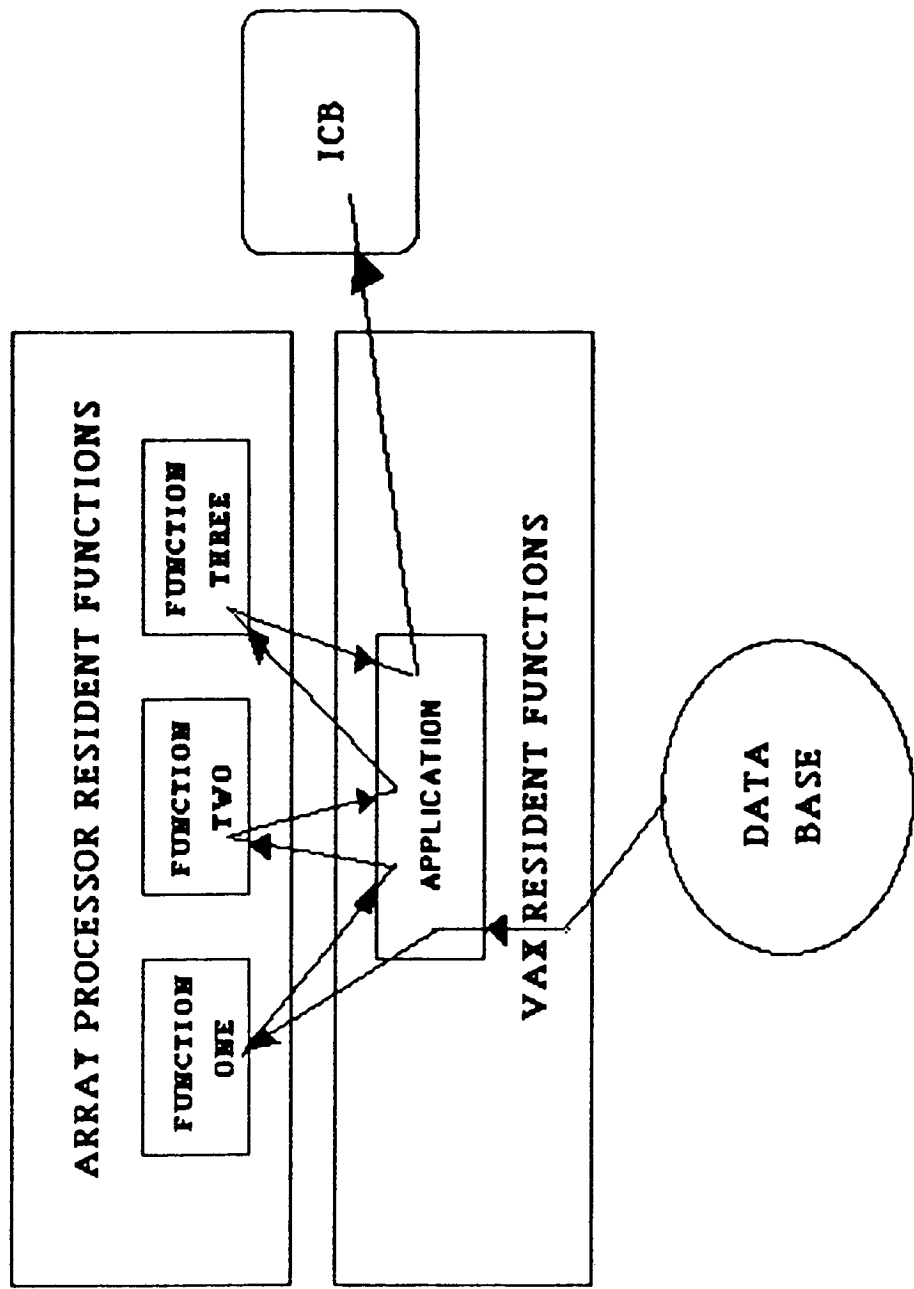 ARRAY PROCESSOR RESIDENT FUNCTIONS
FUNCTION
ONE
FUNCTION
TWO
FUNCTION
THREE
ICB
APPLICATION
VAX RESIDENT FUNCTIONS
DATA
BASE